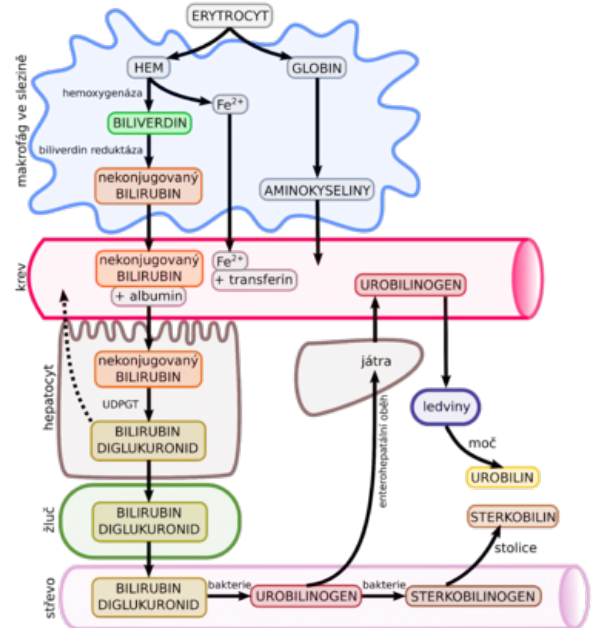 ERYTROCYT
HEM
GLOBIN
hemoxygenáza
Fe2+
BILIVERDIN
biliverdin reduktáza
makrofág ve slezině
nekonjugovaný
BILIRUBIN
AMINOKYSELINY
krev
nekonjugovaný
BILIRUBIN
+ albumin
Fe2+
+ transferin
UROBILINOGEN
hepatocyt
nekonjugovaný
BILIRUBIN
UDPGT
BILIRUBIN
DIGLUKURONID
játra
enterohepatální oběh
ledviny
moč
UROBILIN
žluč
BILIRUBIN
DIGLUKURONID
STERKOBILIN
stolice
střevo
BILIRUBIN
DIGLUKURONID
bakterie
UROBILINOGEN
bakterie
STERKOBILINOGEN